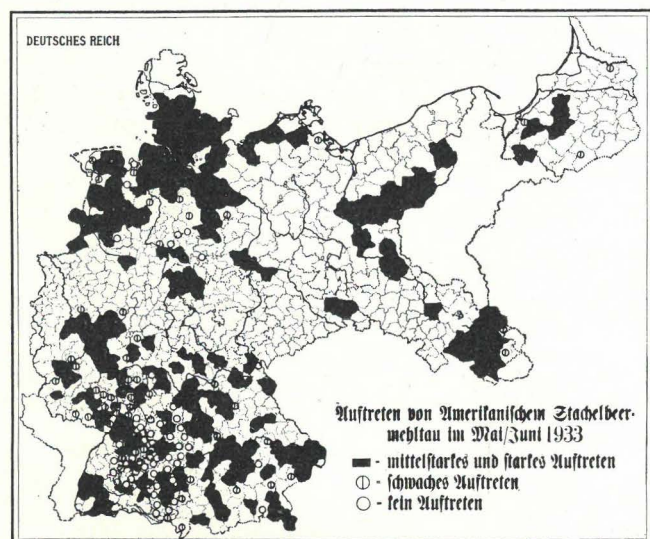 DEUTSCHES REICH
Auftreten von Amerikanischem Stachelbeer-
mehltau im Mai/Juni 1933
- mittelstarkes und starkes Auftreten
- schwaches Auftreten
- kein Auftreten